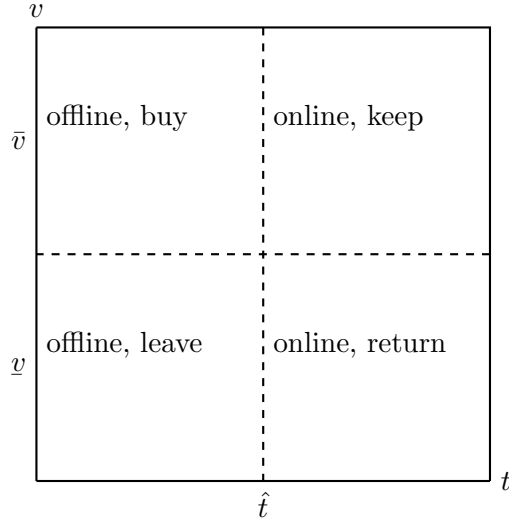 v
offline, buy online, keep
v̄
offline, leave online, return
v̲
t
t̂